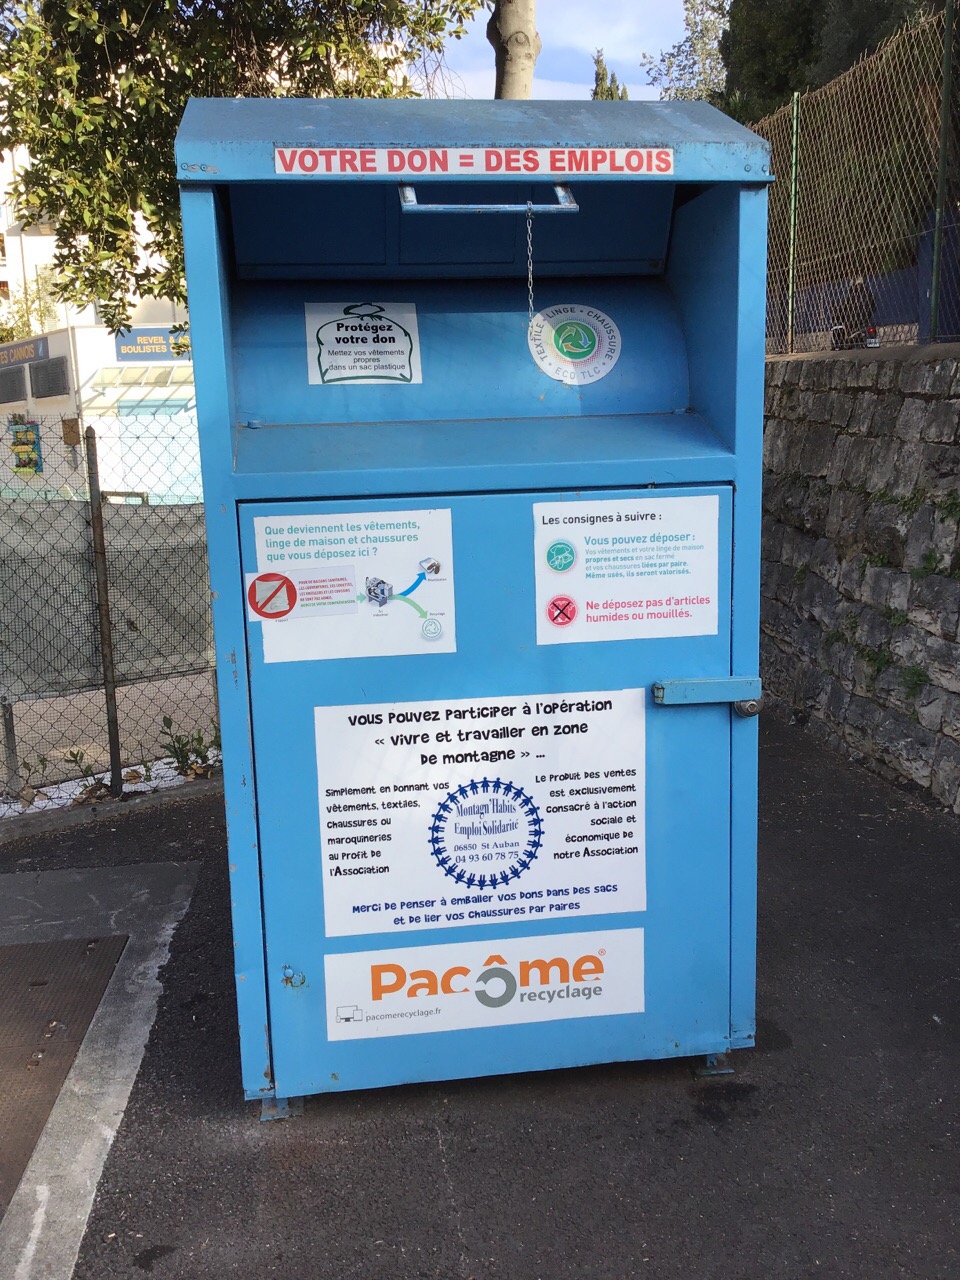 VOTRE DON = DES EMPLOIS
Protégez
votre don
Mettez vos vêtements
propres
dans un sac plastique
TEXTILE • LINGE • CHAUSSURE •
ECO TLC
REVEIL &
BOULISTES
CANNOIS
Que deviennent les vêtements,
linge de maison et chaussures
que vous déposez ici ?
Les consignes à suivre :
Vous pouvez déposer :
Vos vêtements et votre linge de maison
propres et secs en sac fermé
et vos chaussures liées par paire.
Même usés, ils seront valorisés.
Ne déposez pas d'articles
humides ou mouillés.
Vous pouvez participer à l'opération
« vivre et travailler en zone
de montagne » ...
Simplement en donnant vos
vêtements, textiles,
chaussures ou
maroquineries
au profit de
l'Association
Montagn'Habits
Emploi Solidarité
06850 St Auban
04 93 60 78 75
Le produit des ventes
est exclusivement
consacré à l'action
sociale et
économique de
notre Association
Merci de penser à emballer vos dons dans des sacs
et de lier vos chaussures par paires
Pacôme®
recyclage
pacomerecyclage.fr